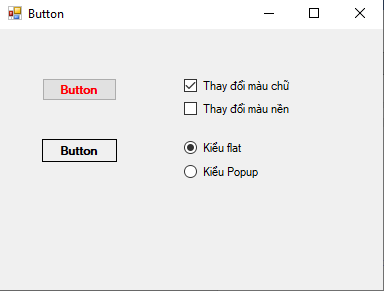 Button
Button
Thay đổi màu chữ
Thay đổi màu nền
Button
Kiểu flat
Kiểu Popup